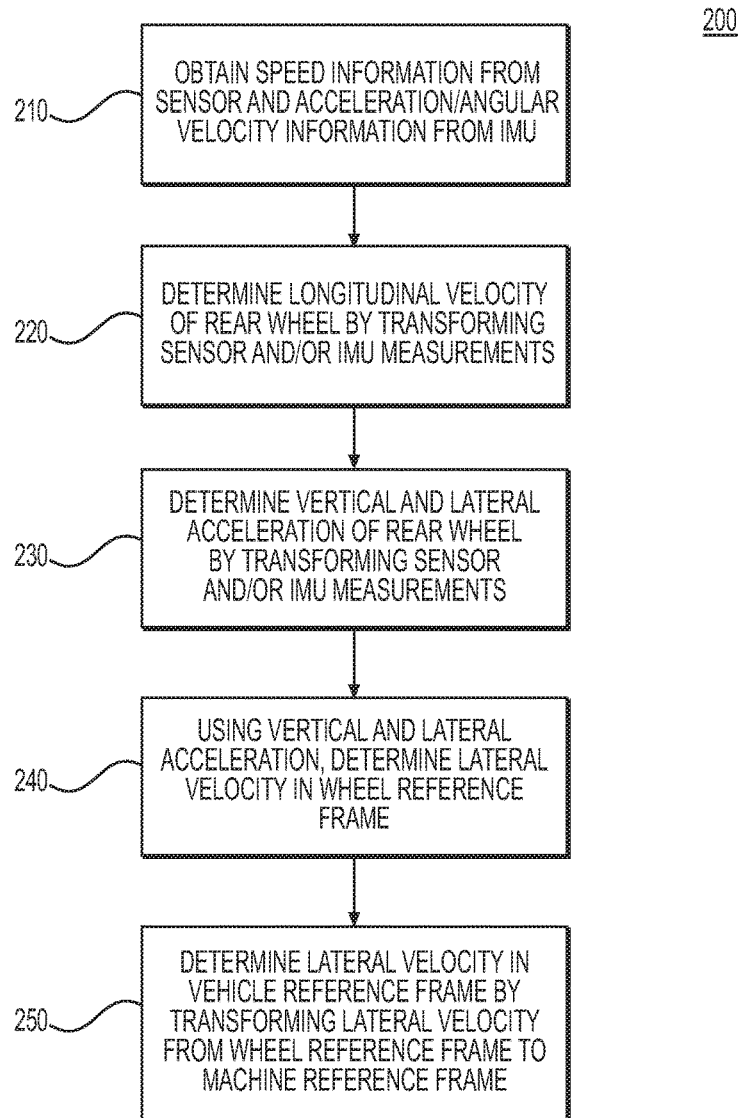 200
210
OBTAIN SPEED INFORMATION FROM
SENSOR AND ACCELERATION/ANGULAR
VELOCITY INFORMATION FROM IMU
220
DETERMINE LONGITUDINAL VELOCITY
OF REAR WHEEL BY TRANSFORMING
SENSOR AND/OR IMU MEASUREMENTS
230
DETERMINE VERTICAL AND LATERAL
ACCELERATION OF REAR WHEEL
BY TRANSFORMING SENSOR
AND/OR IMU MEASUREMENTS
240
USING VERTICAL AND LATERAL
ACCELERATION, DETERMINE LATERAL
VELOCITY IN WHEEL REFERENCE
FRAME
250
DETERMINE LATERAL VELOCITY IN
VEHICLE REFERENCE FRAME BY
TRANSFORMING LATERAL VELOCITY
FROM WHEEL REFERENCE FRAME TO
MACHINE REFERENCE FRAME